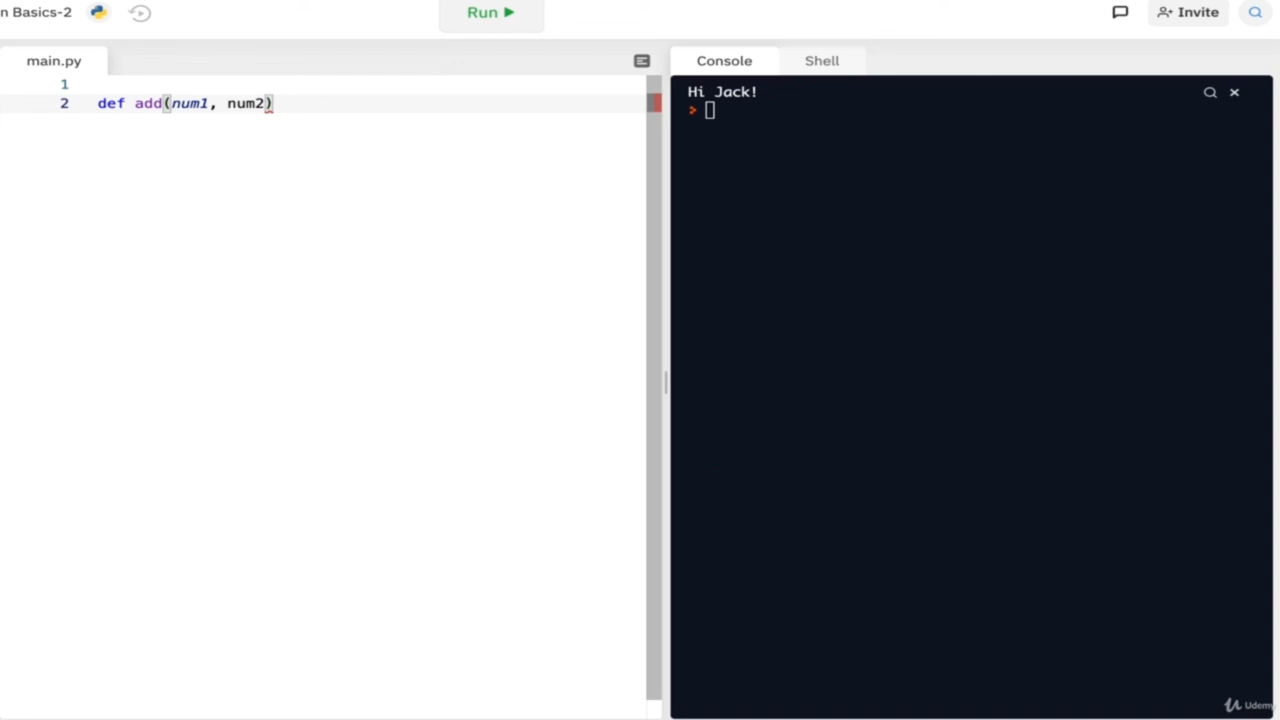 n Basics-2
Run
Invite
main.py
Console
Shell
1
2 def add(num1, num2)
Hi Jack!
>
Udemy